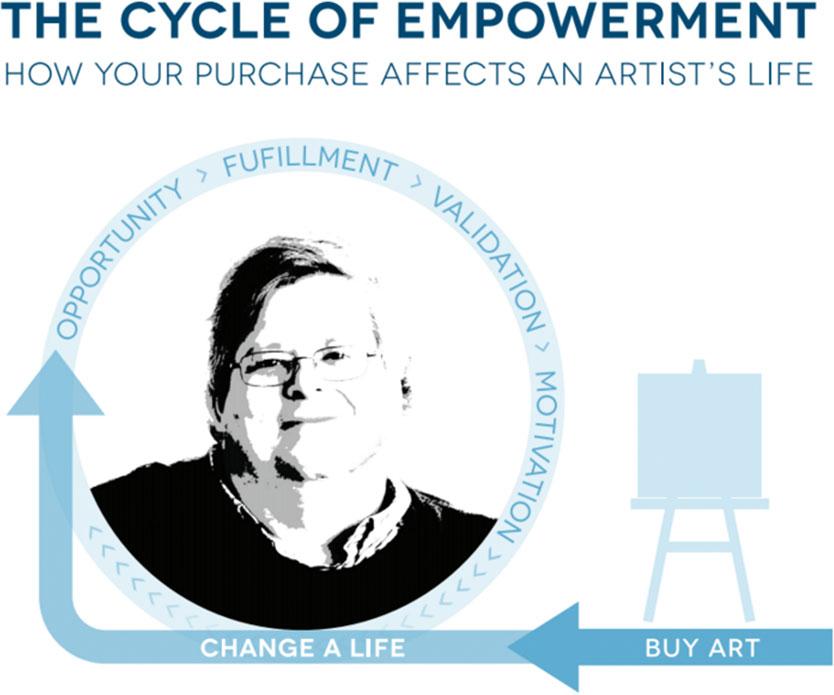 THE CYCLE OF EMPOWERMENT
HOW YOUR PURCHASE AFFECTS AN ARTIST'S LIFE
OPPORTUNITY > FUFILLMENT > VALIDATION > MOTIVATION >
CHANGE A LIFE
BUY ART